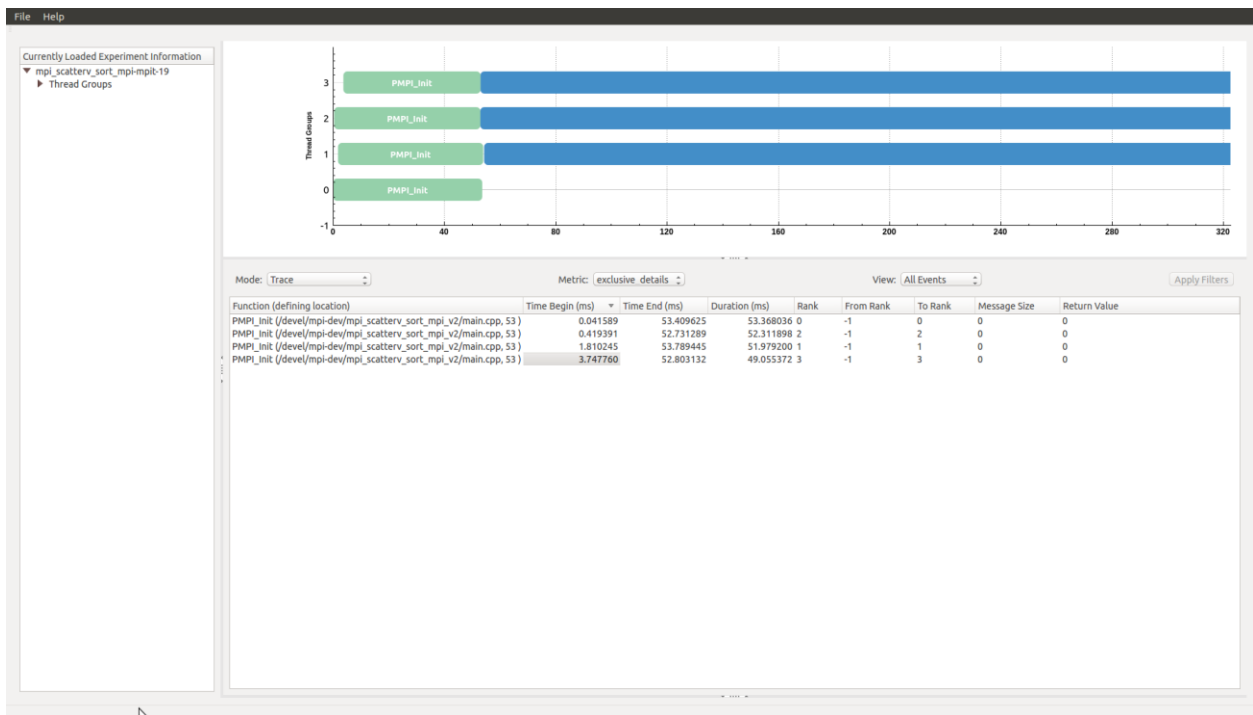 File Help
Currently Loaded Experiment Information
mpi_scatterv_sort_mpi-mpit-19
Thread Groups
Thread Groups
3 PMPI_Init
2 PMPI_Init
1 PMPI_Init
0 PMPI_Init
-1
0 40 80 120 160 200 240 280 320
Mode: Trace Metric: exclusive_details View: All Events Apply Filters
Function (defining location) Time Begin (ms) Time End (ms) Duration (ms) Rank From Rank To Rank Message Size Return Value
PMPI_Init (/devel/mpi-dev/mpi_scatterv_sort_mpi_v2/main.cpp, 53 ) 0.041589 53.409625 53.368036 0 -1 0 0 0
PMPI_Init (/devel/mpi-dev/mpi_scatterv_sort_mpi_v2/main.cpp, 53 ) 0.419391 52.731289 52.311898 2 -1 2 0 0
PMPI_Init (/devel/mpi-dev/mpi_scatterv_sort_mpi_v2/main.cpp, 53 ) 1.810245 53.789445 51.979200 1 -1 1 0 0
PMPI_Init (/devel/mpi-dev/mpi_scatterv_sort_mpi_v2/main.cpp, 53 ) 3.747760 52.803132 49.055372 3 -1 3 0 0